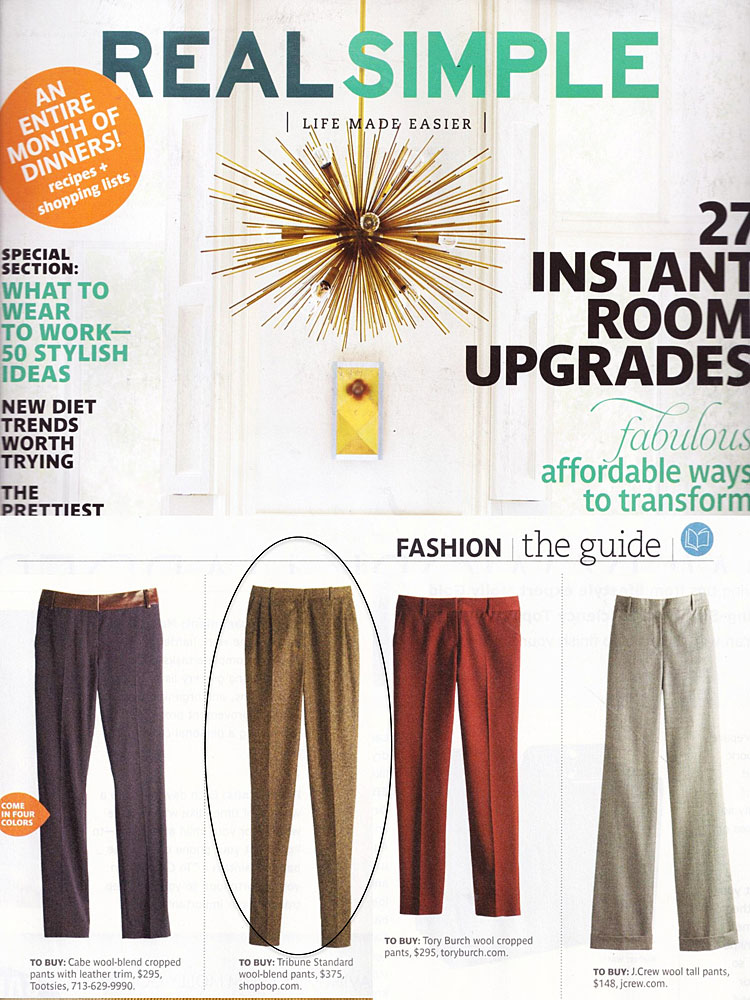 REAL SIMPLE
| LIFE MADE EASIER |
AN
ENTIRE
MONTH OF
DINNERS!
recipes +
shopping lists
SPECIAL
SECTION:
WHAT TO
WEAR
TO WORK—
50 STYLISH
IDEAS
NEW DIET
TRENDS
WORTH
TRYING
THE
PRETTIEST
27
INSTANT
ROOM
UPGRADES
fabulous
affordable ways
to transform
FASHION | the guide |
COME
IN FOUR
COLORS
TO BUY: Cabe wool-blend cropped
pants with leather trim, $295,
Tootsies, 713-629-9990.
TO BUY: Tribune Standard
wool-blend pants, $375,
shopbop.com.
TO BUY: Tory Burch wool cropped
pants, $295, toryburch.com.
TO BUY: J.Crew wool tall pants,
$148, jcrew.com.